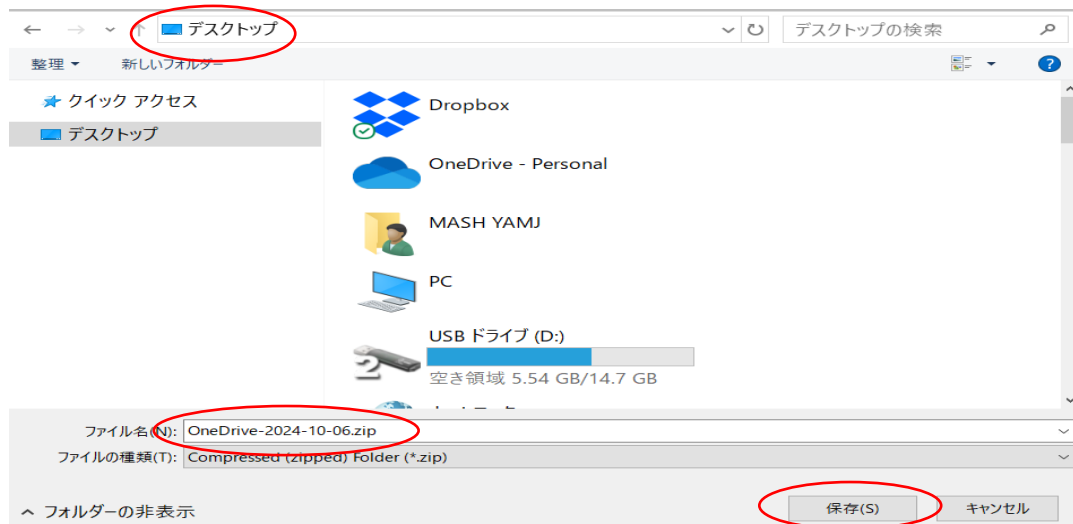 デスクトップ
デスクトップの検索
整理
新しいフォルダー
クイック アクセス
デスクトップ
Dropbox
OneDrive - Personal
MASH YAMJ
PC
USB ドライブ (D:)
2
空き領域 5.54 GB/14.7 GB
ファイル名(N): OneDrive-2024-10-06.zip
ファイルの種類(T): Compressed (zipped) Folder (*.zip)
フォルダーの非表示
保存(S)
キャンセル